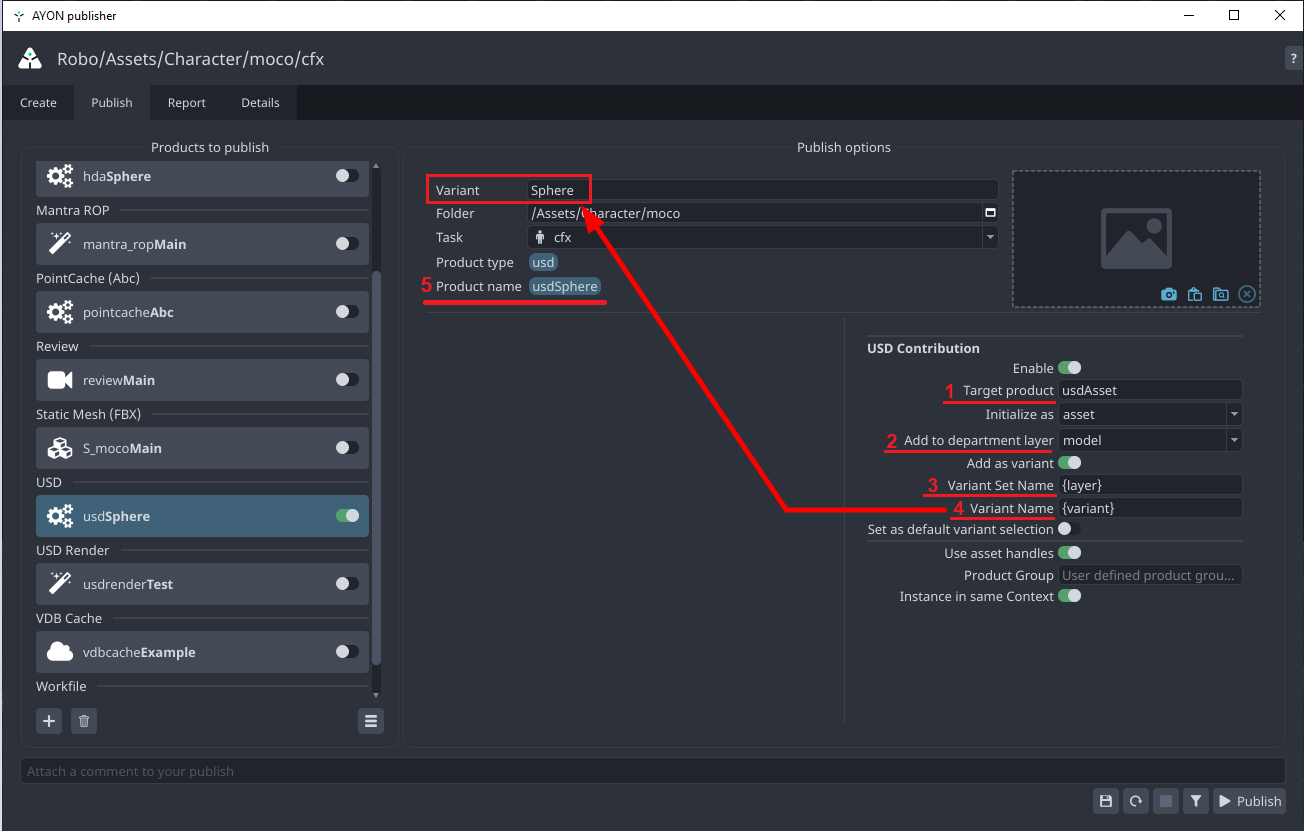 AYON publisher
Robo/Assets/Character/moco/cfx
?
Create Publish Report Details
Products to publish
hdaSphere
Mantra ROP
mantra_ropMain
PointCache (Abc)
pointcacheAbc
Review
reviewMain
Static Mesh (FBX)
S_mocoMain
USD
usdSphere
USD Render
usdrenderTest
VDB Cache
vdbcacheExample
Workfile
Publish options
Variant Sphere
Folder /Assets/Character/moco
Task cfx
Product type usd
5 Product name usdSphere
USD Contribution
Enable
1 Target product usdAsset
Initialize as asset
2 Add to department layer model
Add as variant
3 Variant Set Name {layer}
4 Variant Name {variant}
Set as default variant selection
Use asset handles
Product Group User defined product grou...
Instance in same Context
Attach a comment to your publish
Publish